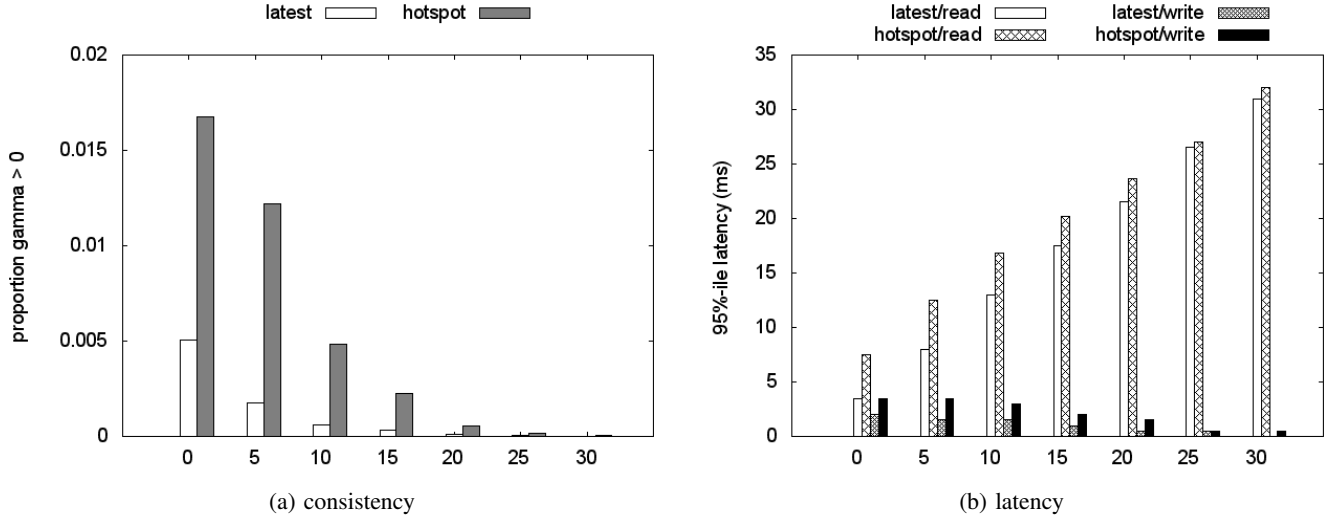 latest hotspot
proportion gamma > 0
0.02
0.015
0.01
0.005
0
0 5 10 15 20 25 30
(a) consistency
latest/read latest/write
hotspot/read hotspot/write
95%-ile latency (ms)
35
30
25
20
15
10
5
0
0 5 10 15 20 25 30
(b) latency